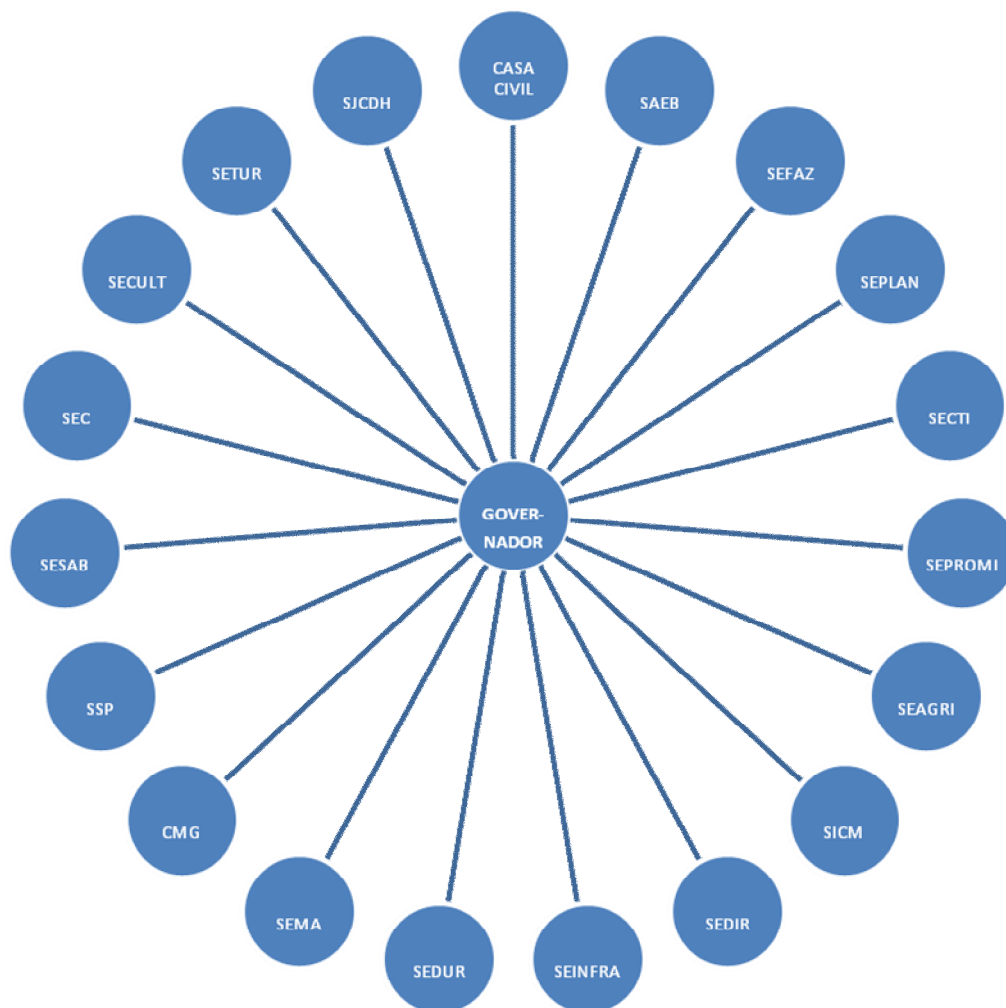 CASA
CIVIL
SAEB
SEFAZ
SEPLAN
SECTI
SEPROMI
SEAGRI
SICM
SEDIR
SEINFRA
SEDUR
SEMA
CMG
SSP
SESAB
SEC
SECULT
SETUR
SJCDH
GOVER-
NADOR